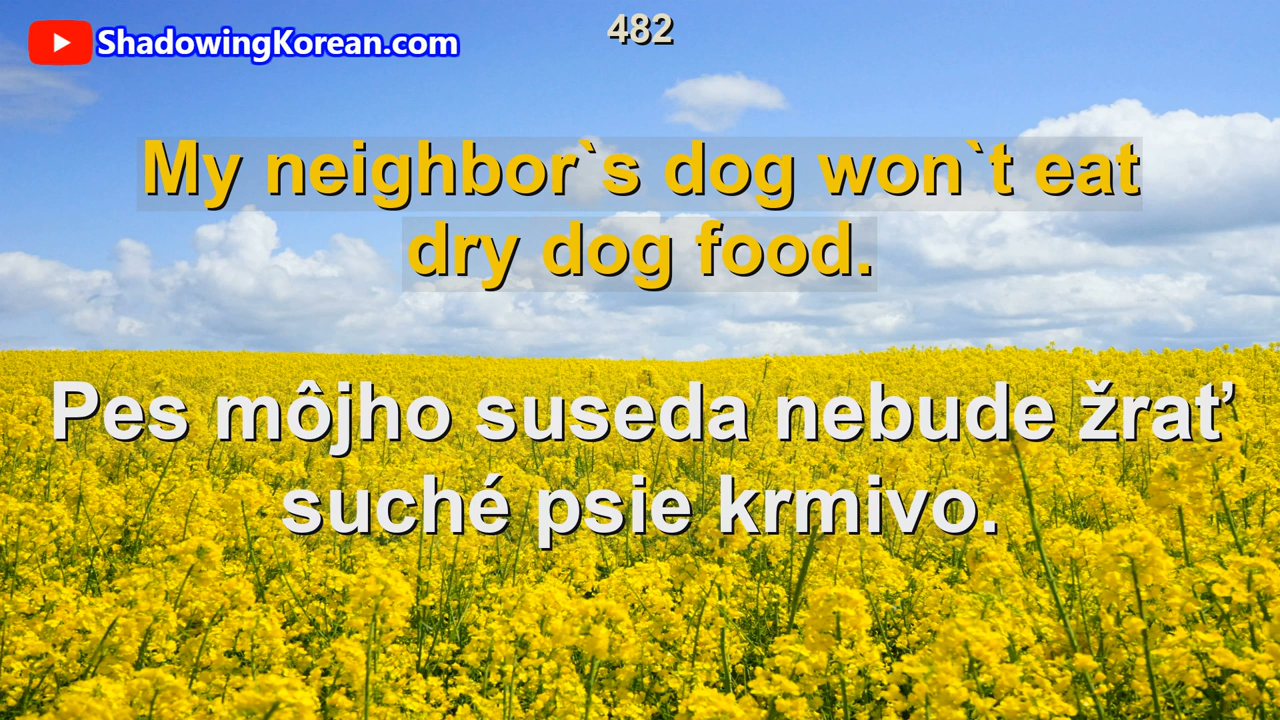 ShadowingKorean.com
482
My neighbor`s dog won`t eat
dry dog food.
Pes môjho suseda nebude žrať
suché psie krmivo.